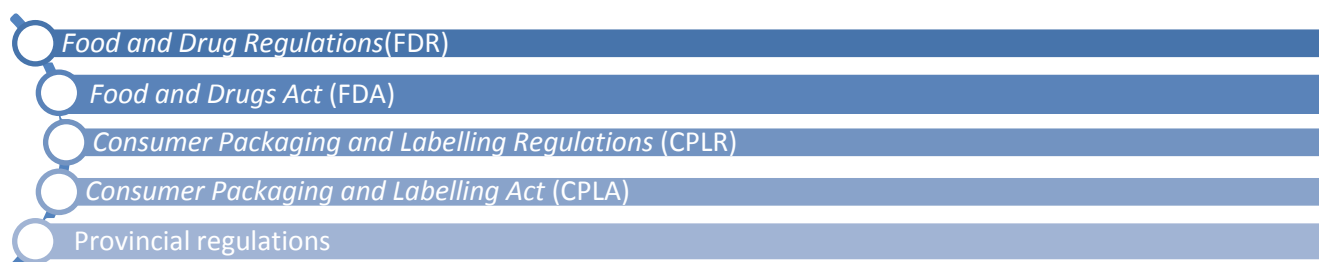 Food and Drug Regulations(FDR)
Food and Drugs Act (FDA)
Consumer Packaging and Labelling Regulations (CPLR)
Consumer Packaging and Labelling Act (CPLA)
Provincial regulations